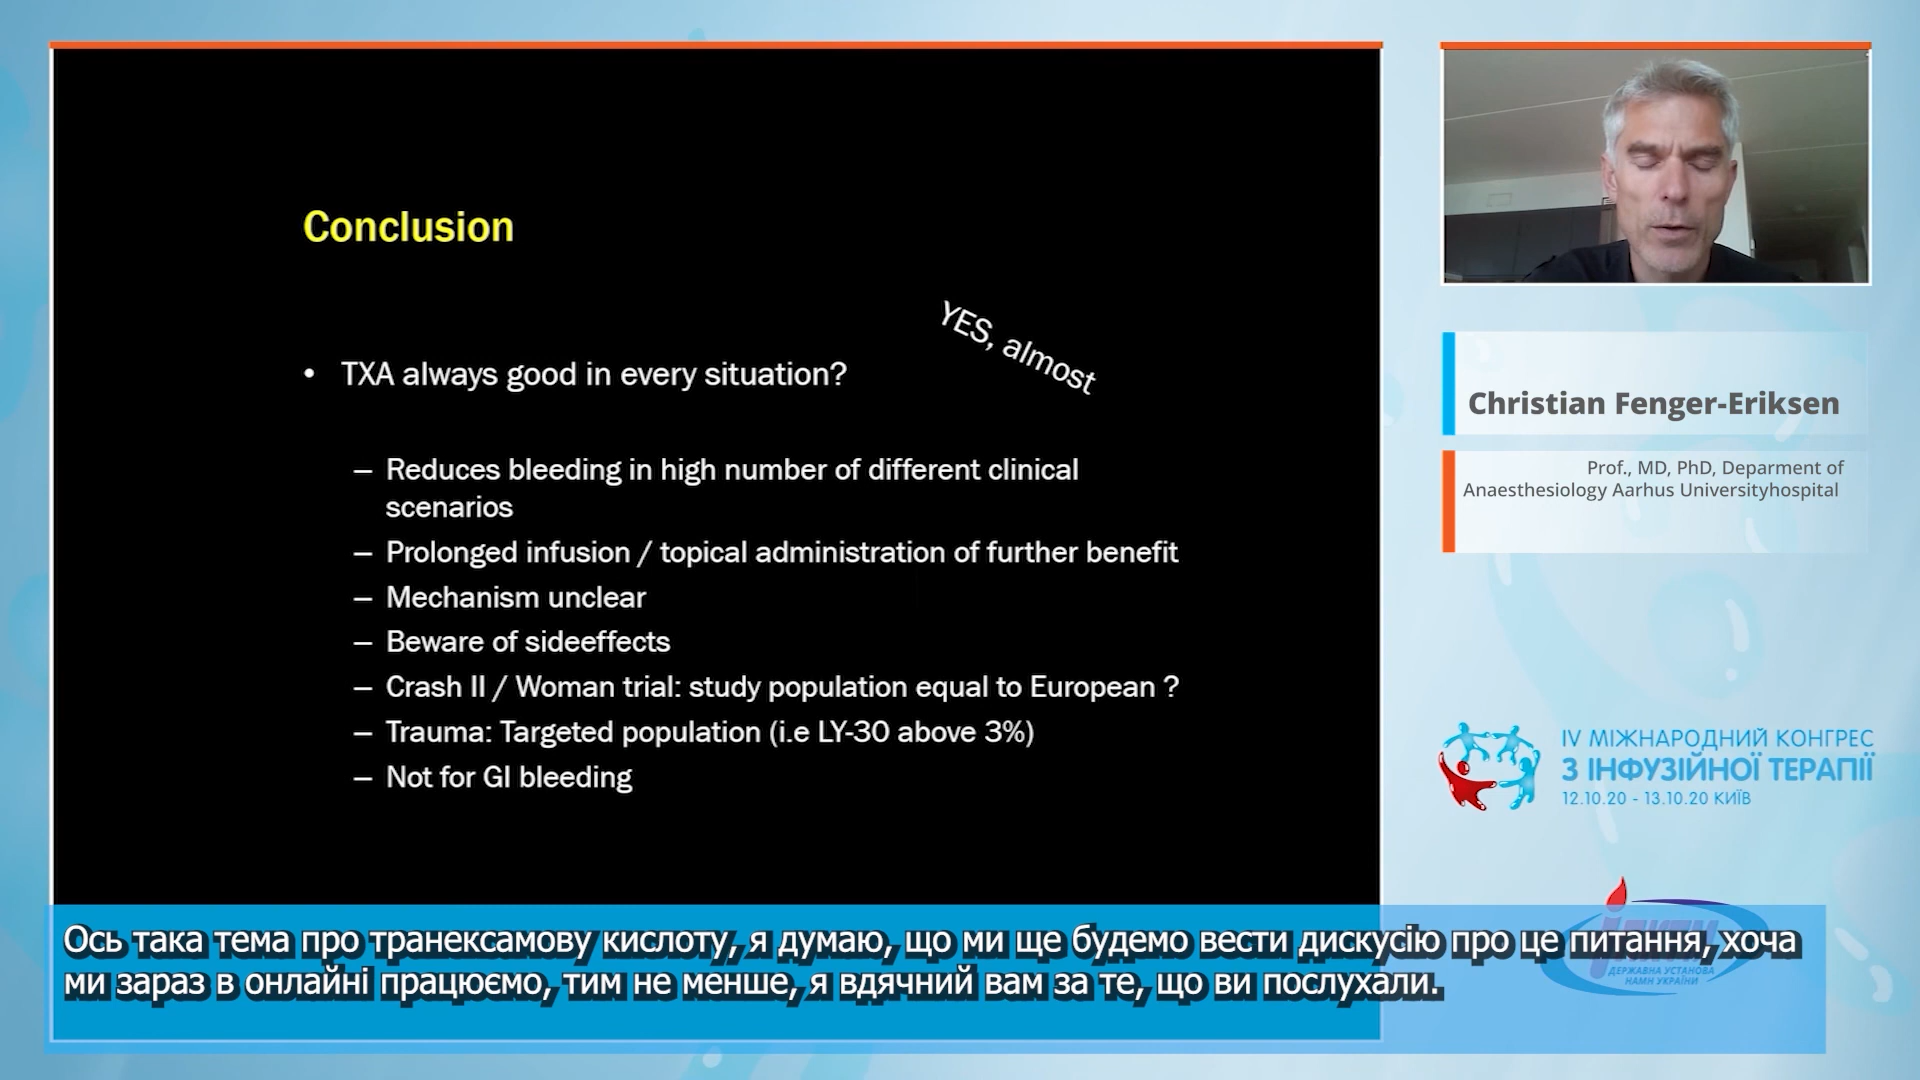 Conclusion
YES, almost
• TXA always good in every situation?
– Reduces bleeding in high number of different clinical
scenarios
– Prolonged infusion / topical administration of further benefit
– Mechanism unclear
– Beware of sideeffects
– Crash II / Woman trial: study population equal to European ?
– Trauma: Targeted population (i.e LY-30 above 3%)
– Not for GI bleeding
Christian Fenger-Eriksen
Prof., MD, PhD, Deparment of
Anaesthesiology Aarhus Universityhospital
IV МІЖНАРОДНИЙ КОНГРЕС
З ІНФУЗІЙНОЇ ТЕРАПІЇ
12.10.20 - 13.10.20 КИЇВ
Ось така тема про транексамову кислоту, я думаю, що ми ще будемо вести дискусію про це питання, хоча
ми зараз в онлайні працюємо, тим не менше, я вдячний вам за те, що ви послухали.
ДЕРЖАВНА УСТАНОВА
НАМН УКРАЇНИ